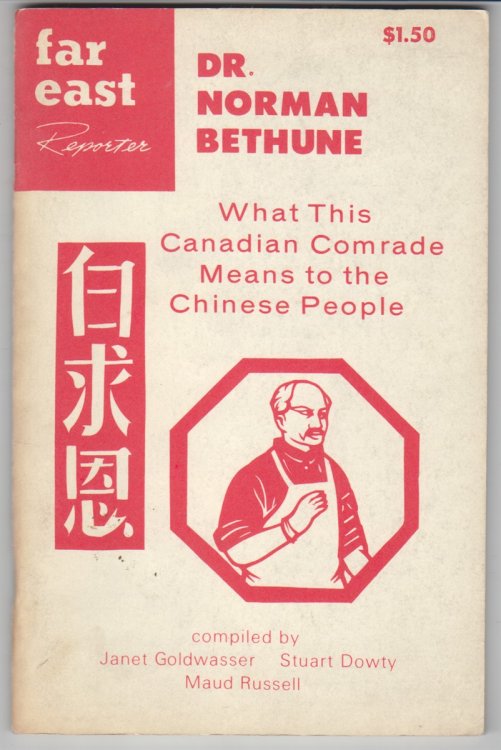 far
east
Reporter
$1.50
DR.
NORMAN
BETHUNE
What This
Canadian Comrade
Means to the
Chinese People
白求恩
compiled by
Janet Goldwasser Stuart Dowty
Maud Russell